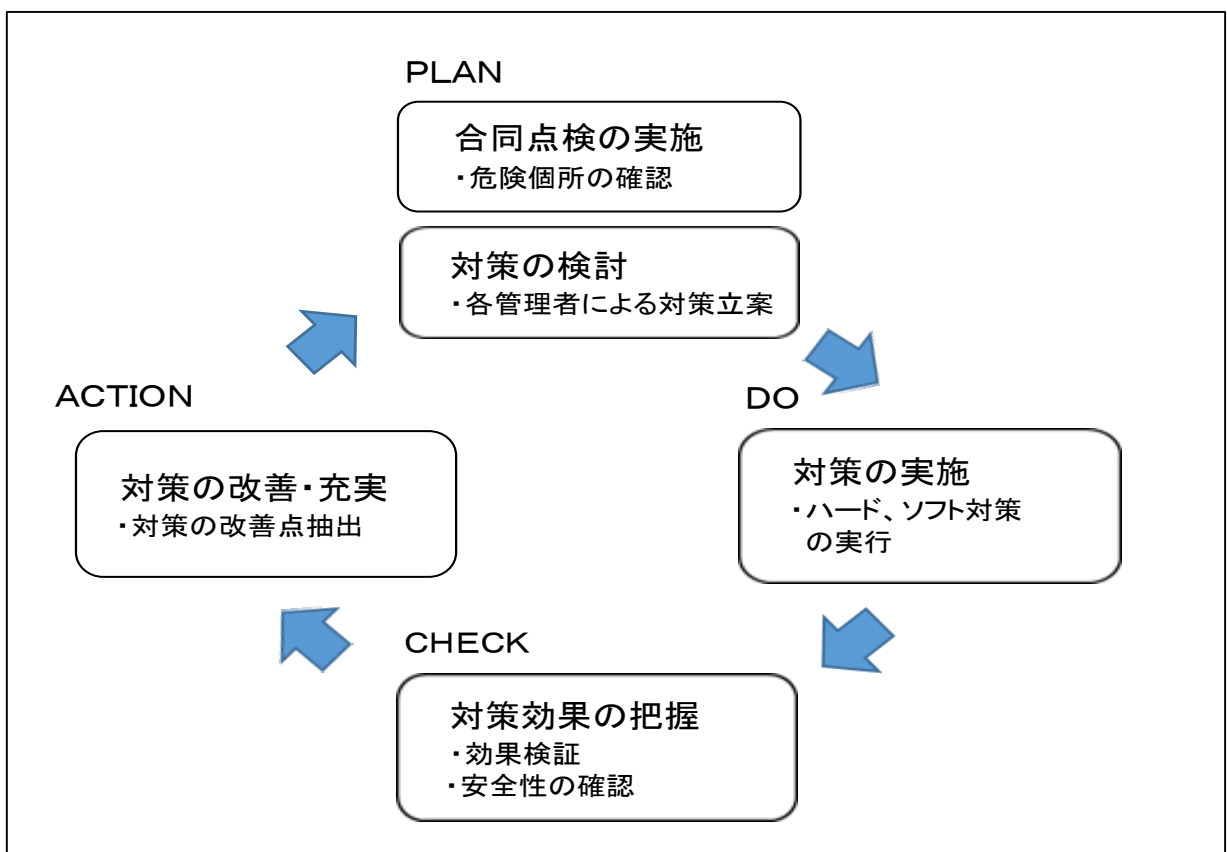 PLAN
合同点検の実施
・危険個所の確認
対策の検討
・各管理者による対策立案
ACTION
DO
対策の改善・充実
・対策の改善点抽出
対策の実施
・ハード、ソフト対策
の実行
CHECK
対策効果の把握
・効果検証
・安全性の確認